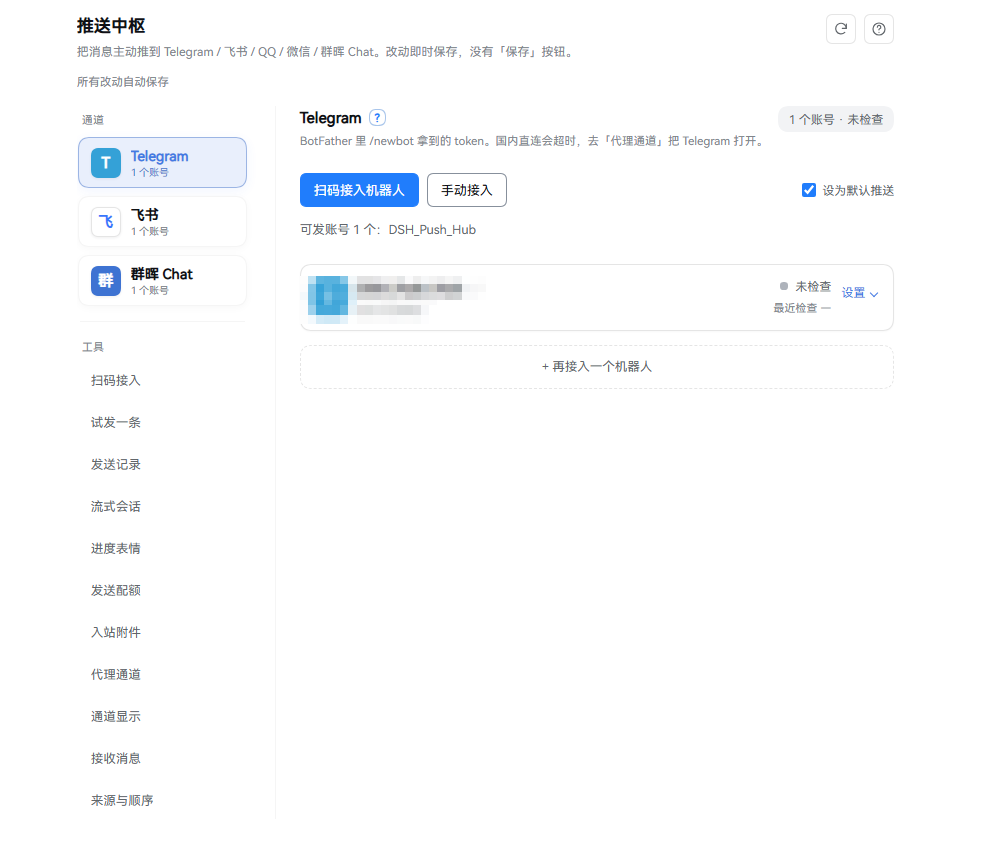 推送中枢
把消息主动推到 Telegram / 飞书 / QQ / 微信 / 群晖 Chat。改动即时保存，没有「保存」按钮。
所有改动自动保存
通道
T
Telegram
1 个账号
飞
飞书
1 个账号
群
群晖 Chat
1 个账号
工具
扫码接入
试发一条
发送记录
流式会话
进度表情
发送配额
入站附件
代理通道
通道显示
接收消息
来源与顺序
Telegram ?
1 个账号 · 未检查
BotFather 里 /newbot 拿到的 token。国内直连会超时，去「代理通道」把 Telegram 打开。
扫码接入机器人
手动接入
设为默认推送
可发账号 1 个：DSH_Push_Hub
未检查
最近检查 —
设置
+ 再接入一个机器人